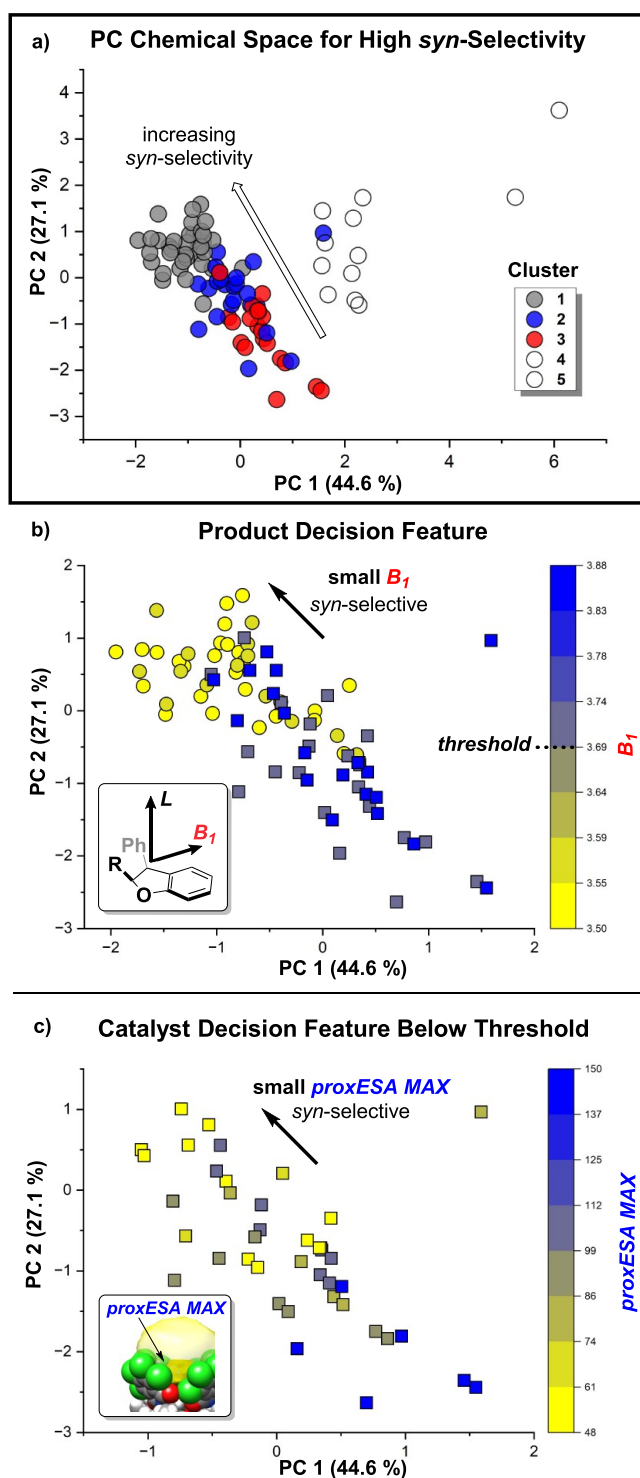 a) PC Chemical Space for High syn-Selectivity
increasing
syn-selectivity
4
3
2
1
0
−1
−2
−3
PC 2 (27.1 %)
Cluster
1
2
3
4
5
−2 0 2 4 6
PC 1 (44.6 %)
b) Product Decision Feature
small B1
syn-selective
2
1
0
−1
−2
−3
PC 2 (27.1 %)
threshold
3.88
3.83
3.78
3.74
3.69
3.64
3.59
3.55
3.50
B1
L
B1
Ph
R
O
−2 −1 0 1 2
PC 1 (44.6 %)
c) Catalyst Decision Feature Below Threshold
small proxESA MAX
syn-selective
1
0
−1
−2
−3
PC 2 (27.1 %)
150
137
125
112
99
86
74
61
48
proxESA MAX
proxESA MAX
−1 0 1 2
PC 1 (44.6 %)